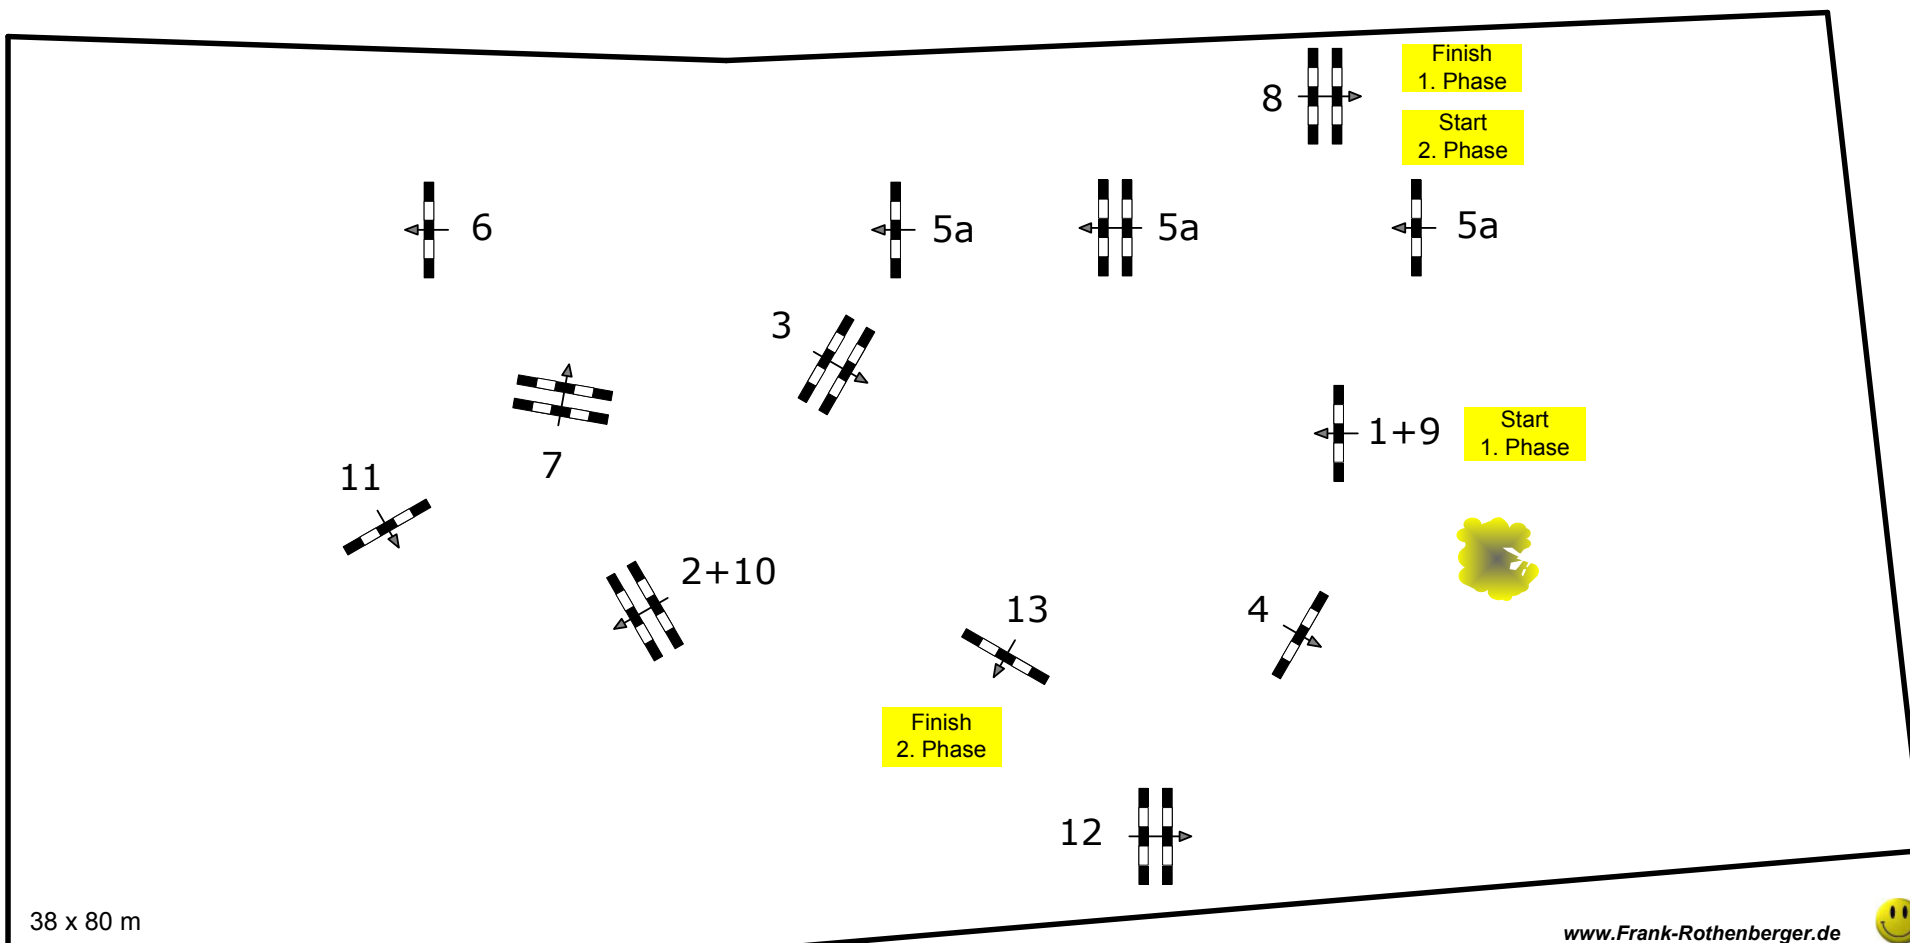 Finish
1. Phase
8
Start
2. Phase
6
5a
5a
5a
3
1+9
Start
1. Phase
7
11
2+10
13
4
Finish
2. Phase
12
38 x 80 m
www.Frank-Rothenberger.de